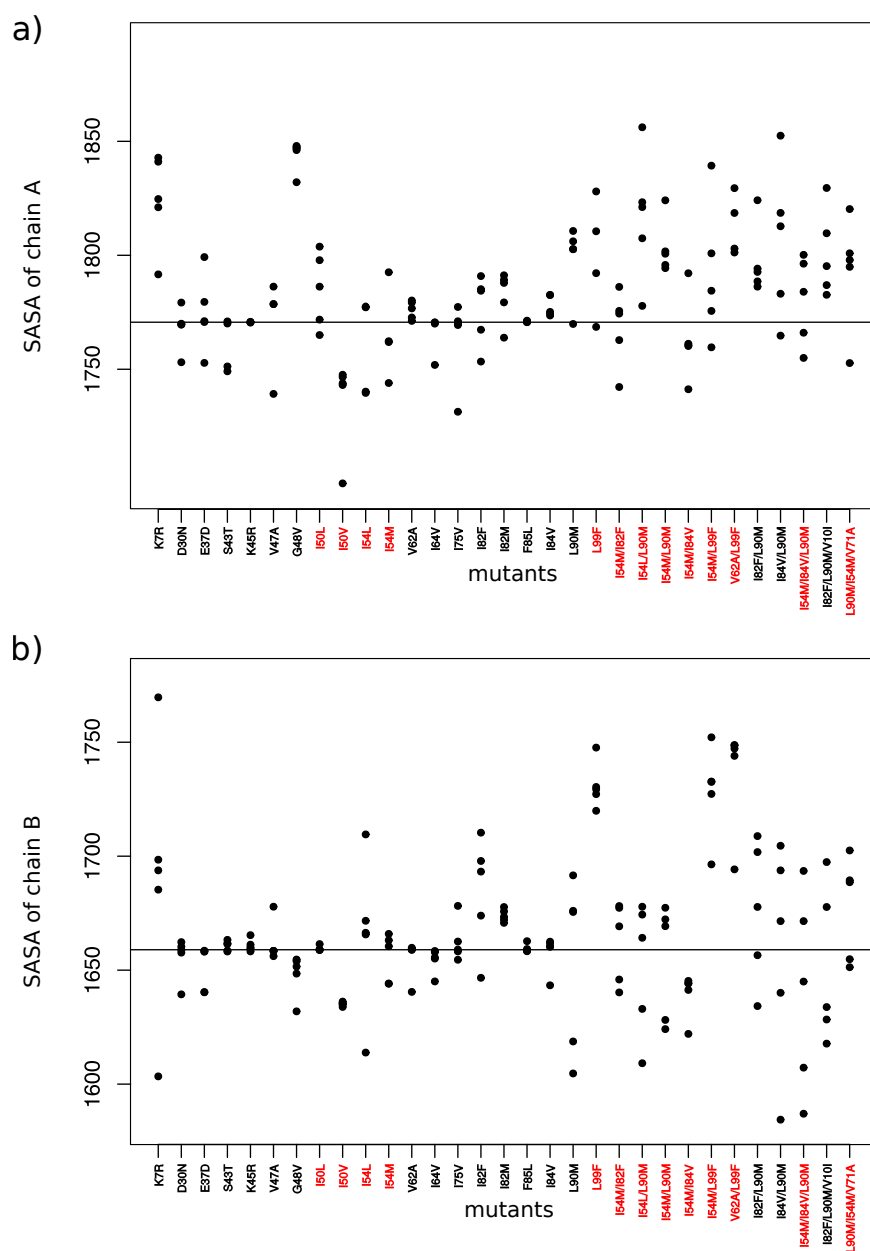 a)
SASA of chain A
1850
1800
1750
K7R
D30N
E37D
S43T
K45R
V47A
G48V
I50L
I50V
I54L
I54M
V62A
I64V
I75V
I82F
I82M
F85L
I84V
L90M
L99F
I54M/I82F
I54L/L90M
I54M/L90M
I54M/I84V
I54M/L99F
V62A/L99F
I82F/L90M
I84V/L90M
I54M/I84V/L90M
I82F/L90M/V10I
L90M/I54M/V71A
mutants
b)
SASA of chain B
1750
1700
1650
1600
K7R
D30N
E37D
S43T
K45R
V47A
G48V
I50L
I50V
I54L
I54M
V62A
I64V
I75V
I82F
I82M
F85L
I84V
L90M
L99F
I54M/I82F
I54L/L90M
I54M/L90M
I54M/I84V
I54M/L99F
V62A/L99F
I82F/L90M
I84V/L90M
I54M/I84V/L90M
I82F/L90M/V10I
L90M/I54M/V71A
mutants